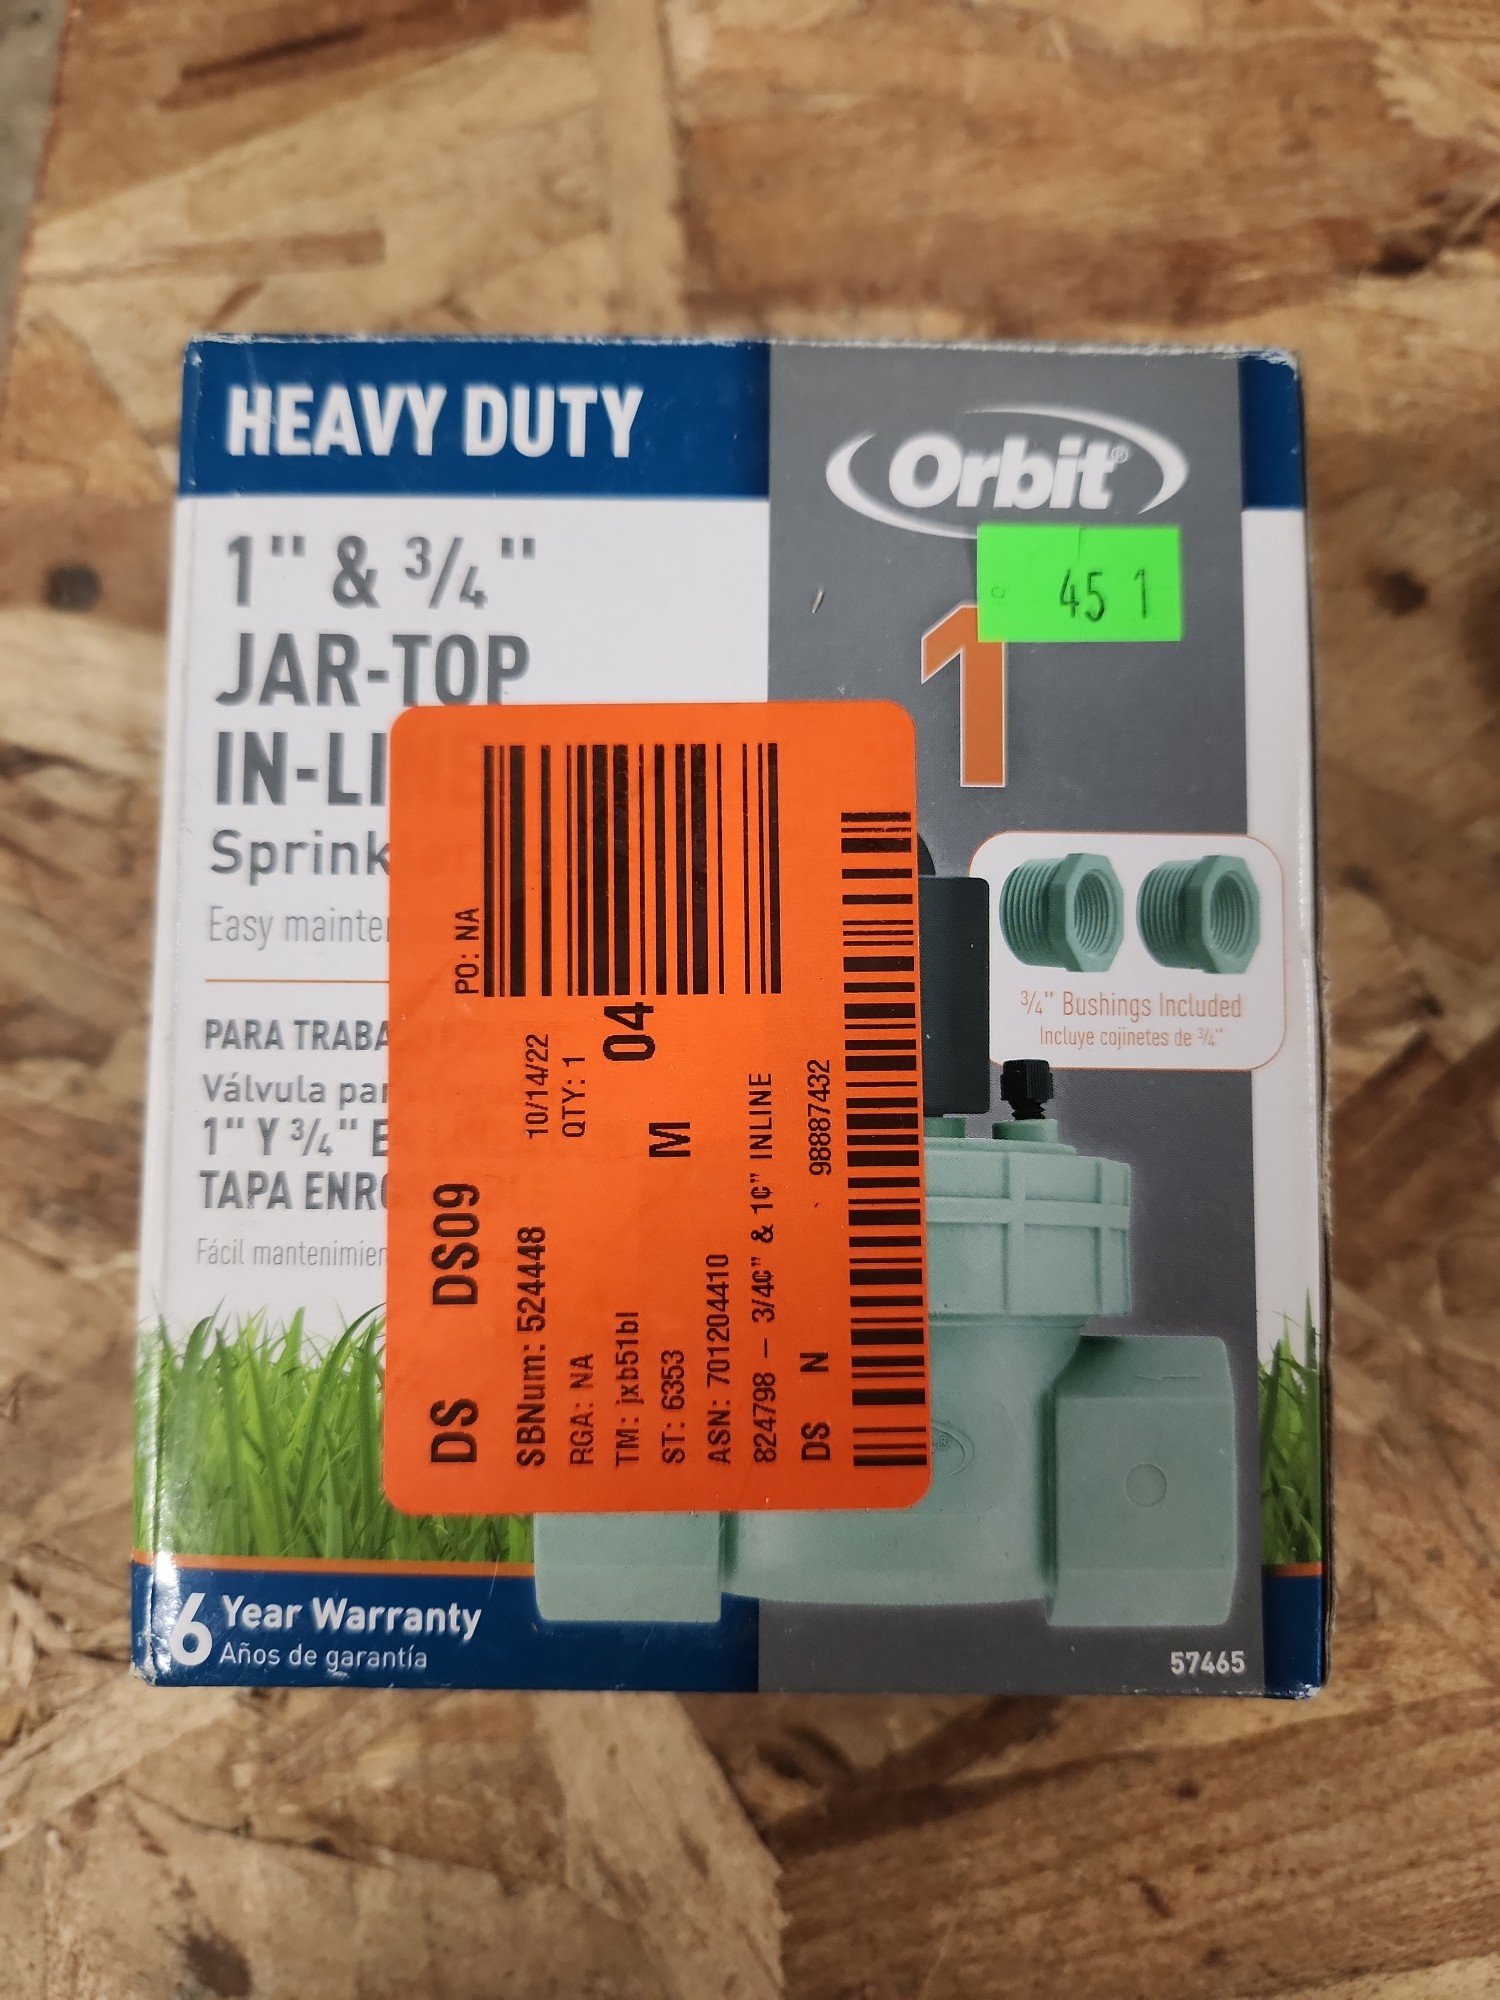 HEAVY DUTY
Orbit®
1" & 3/4"
JAR-TOP
IN-LI
Sprink
Easy mainte
PARA TRABA
Válvula par
1" Y 3/4" E
TAPA ENRO
Fácil mantenimien
45 1
1
3/4" Bushings Included
Incluye cojinetes de 3/4"
DS DS09
SBNum: 524448 10/14/22
RGA: NA QTY: 1
PO: NA
TM: jxb51bl 04
ST: 6353 M
ASN: 701204410
824798 – 3/4¢" & 1¢" INLINE
DS N 98887432
6 Year Warranty
Años de garantía
57465